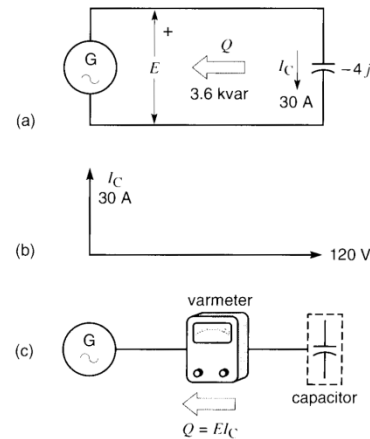 G
E
+
Q
3.6 kvar
I_C
30 A
−4 j
(a)
I_C
30 A
120 V
(b)
varmeter
G
(c)
capacitor
Q = EI_C